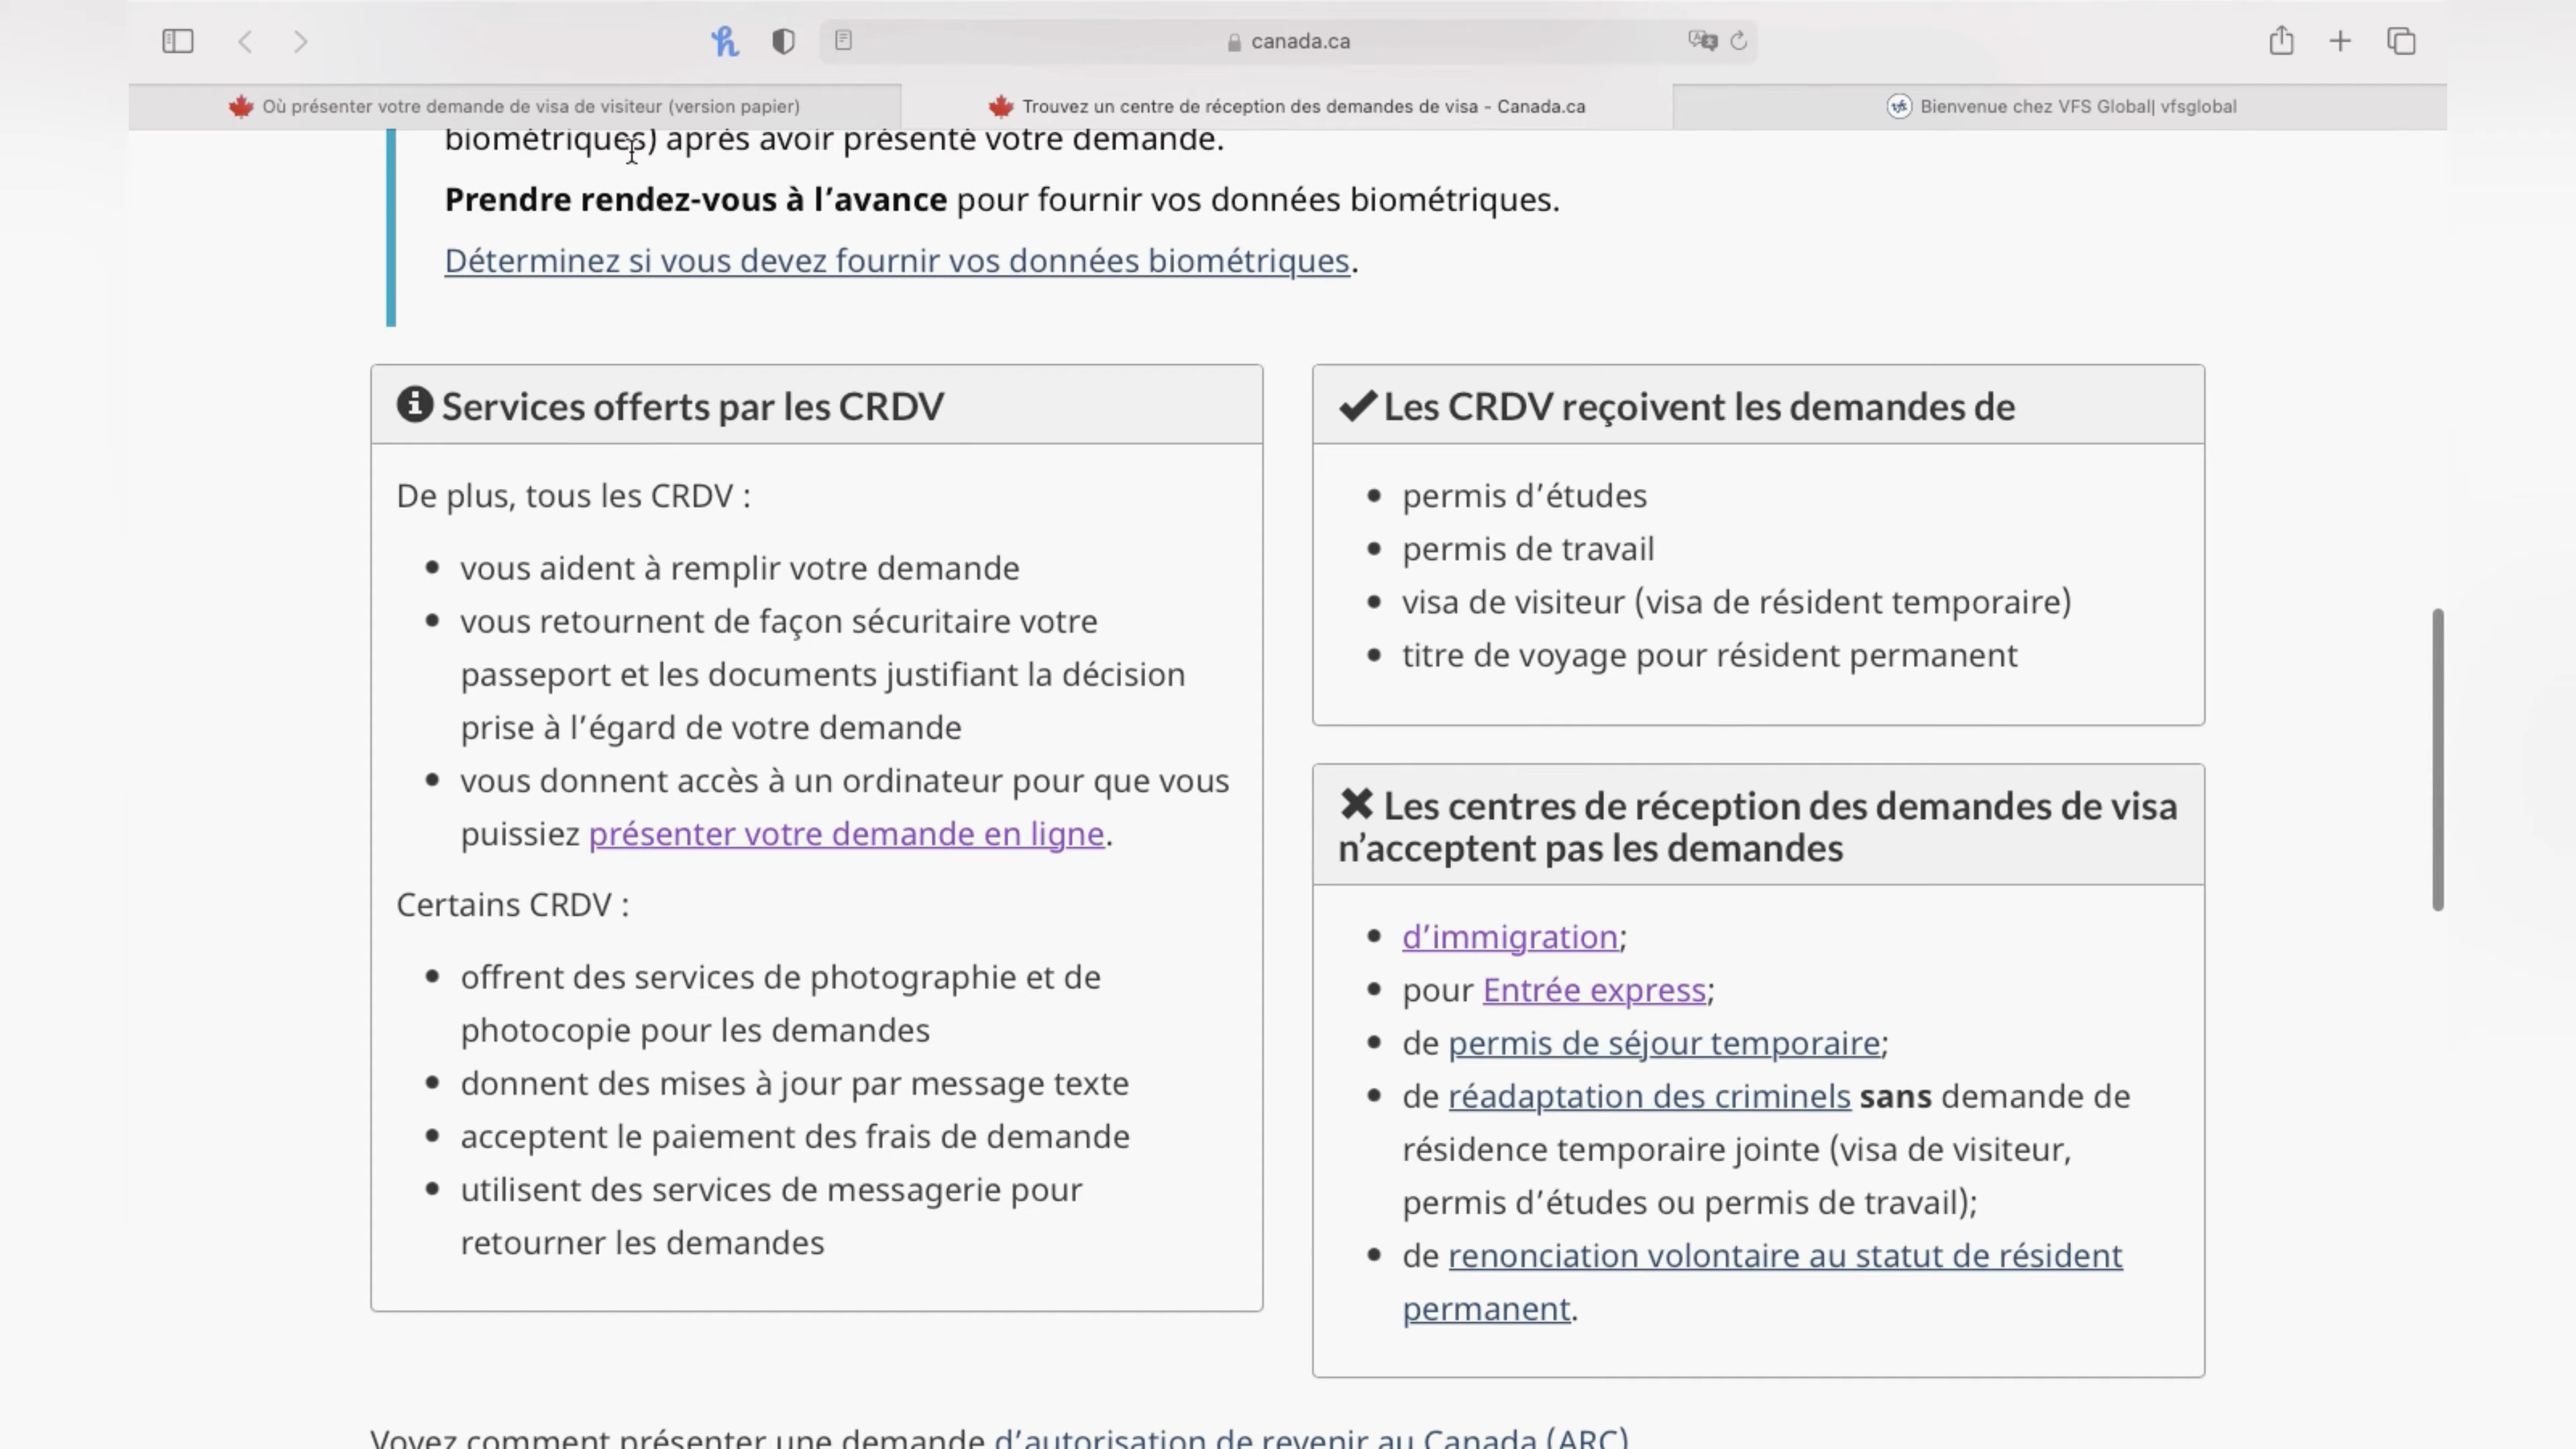 canada.ca
Où présenter votre demande de visa de visiteur (version papier)
Trouvez un centre de réception des demandes de visa - Canada.ca
Bienvenue chez VFS Global| vfsglobal
biométriques) après avoir présenté votre demande.
Prendre rendez-vous à l’avance pour fournir vos données biométriques.
Déterminez si vous devez fournir vos données biométriques.
Services offerts par les CRDV
De plus, tous les CRDV :
vous aident à remplir votre demande
vous retournent de façon sécuritaire votre
passeport et les documents justifiant la décision
prise à l’égard de votre demande
vous donnent accès à un ordinateur pour que vous
puissiez présenter votre demande en ligne.
Certains CRDV :
offrent des services de photographie et de
photocopie pour les demandes
donnent des mises à jour par message texte
acceptent le paiement des frais de demande
utilisent des services de messagerie pour
retourner les demandes
Les CRDV reçoivent les demandes de
permis d’études
permis de travail
visa de visiteur (visa de résident temporaire)
titre de voyage pour résident permanent
Les centres de réception des demandes de visa
n’acceptent pas les demandes
d’immigration;
pour Entrée express;
de permis de séjour temporaire;
de réadaptation des criminels sans demande de
résidence temporaire jointe (visa de visiteur,
permis d’études ou permis de travail);
de renonciation volontaire au statut de résident
permanent.
Voyez comment présenter une demande d’autorisation de revenir au Canada (ARC)